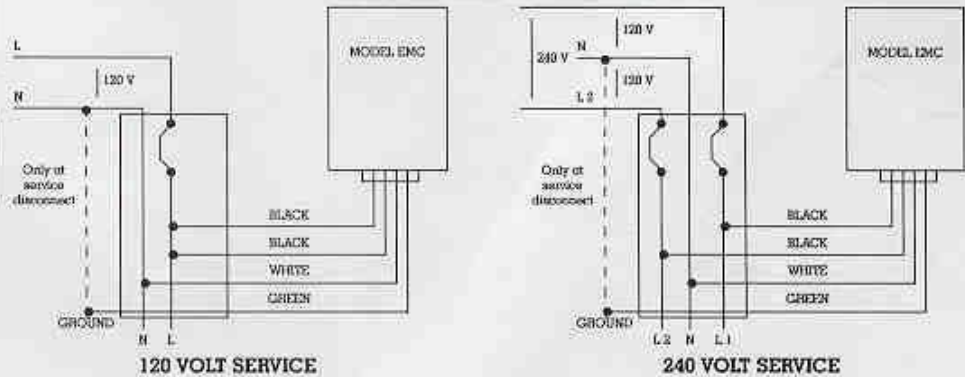 L
120 V
N
MODEL EMC
Only at
service
disconnect
BLACK
BLACK
WHITE
GREEN
GROUND
N L
120 VOLT SERVICE
120 V
N
240 V
120 V
L 2
MODEL EMC
Only at
service
disconnect
BLACK
BLACK
WHITE
GREEN
GROUND
L 2 N L 1
240 VOLT SERVICE